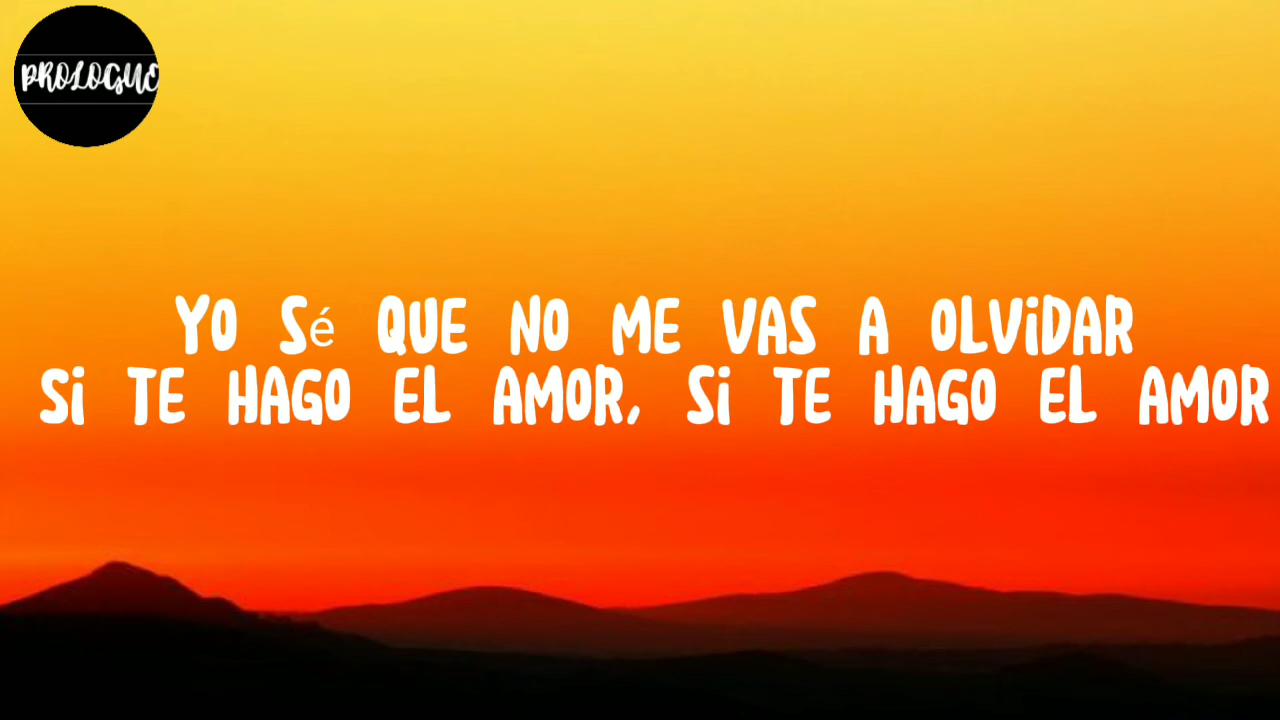 PROLOGUE
YO Sé QUE NO ME VAS A OLVIDAR
SI TE HAGO EL AMOR, SI TE HAGO EL AMOR